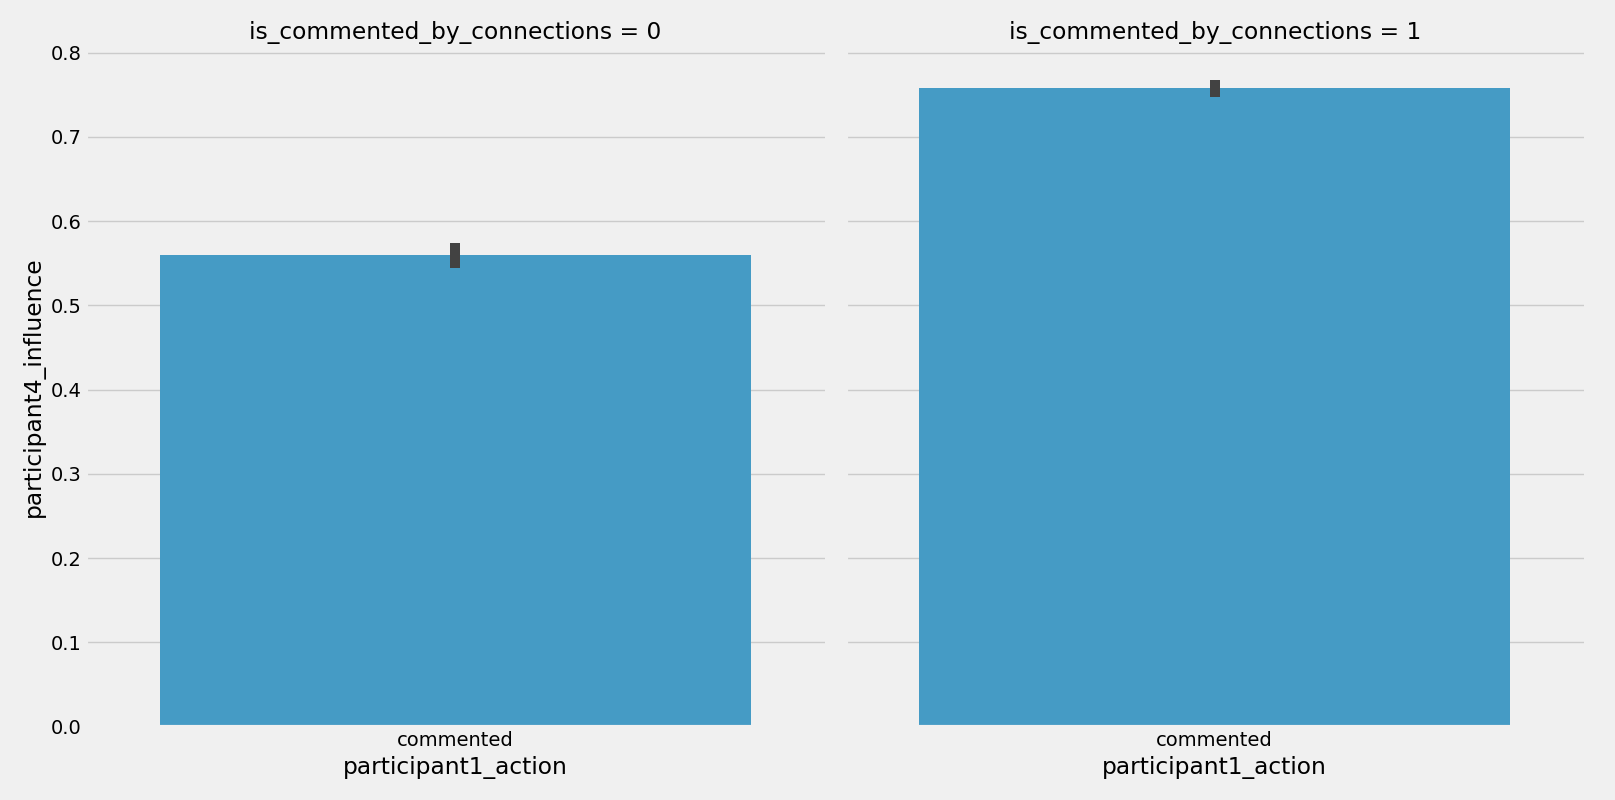 is_commented_by_connections = 0
is_commented_by_connections = 1
0.8
0.7
0.6
0.5
0.4
0.3
0.2
0.1
0.0
participant4_influence
commented
commented
participant1_action
participant1_action